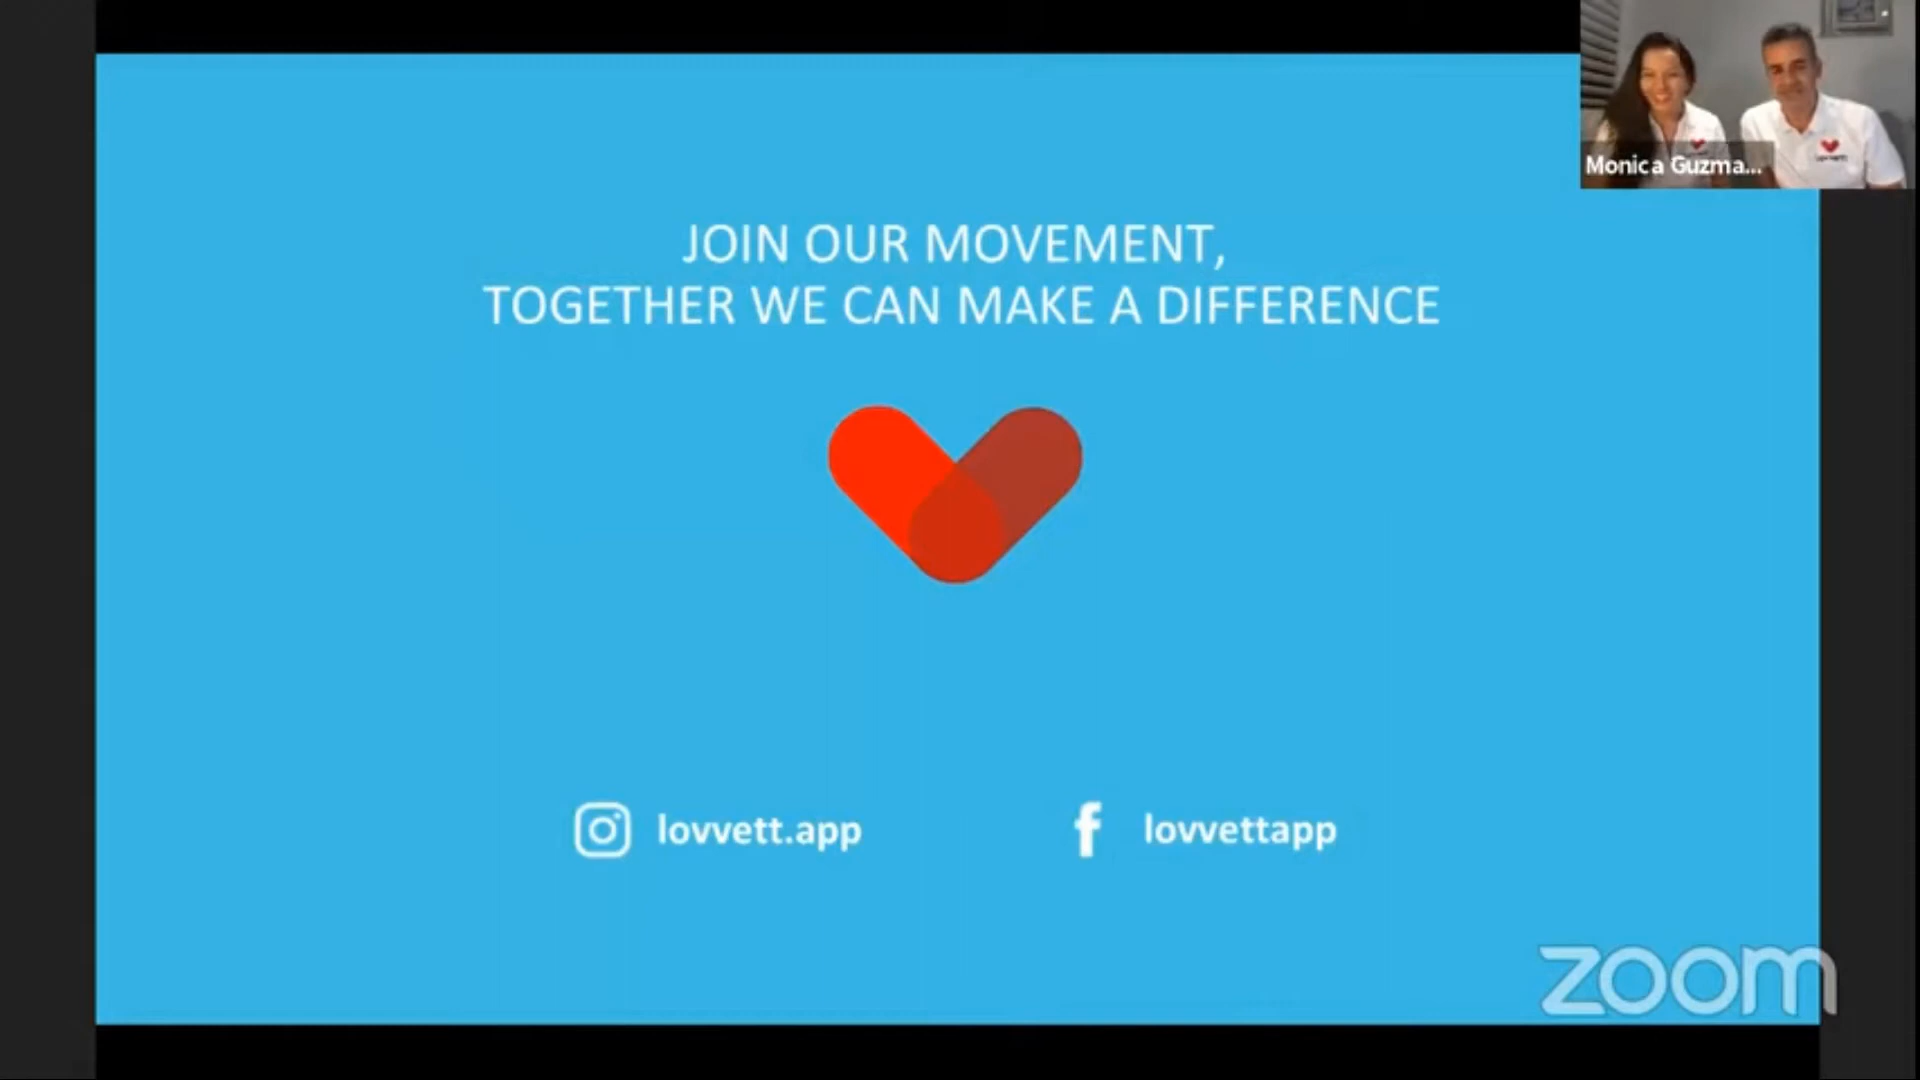 Monica Guzma...
JOIN OUR MOVEMENT,
TOGETHER WE CAN MAKE A DIFFERENCE
lovvett.app
lovvettapp
zoom